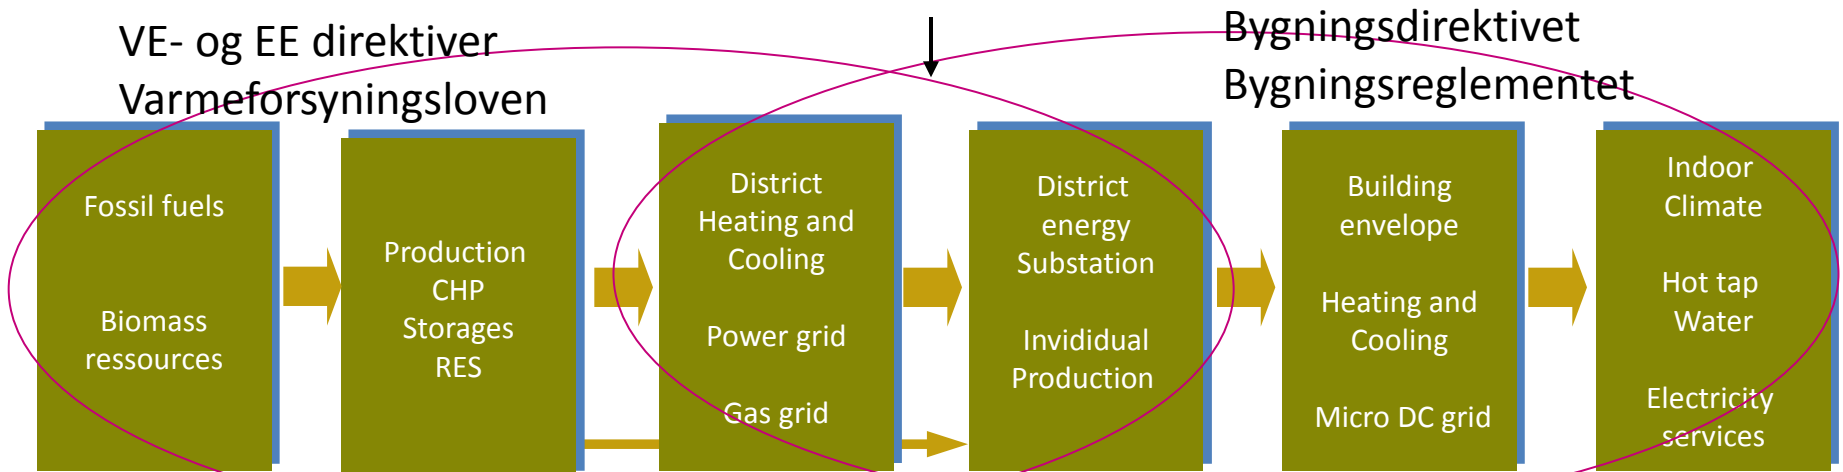 VE- og EE direktiver
Varmeforsyningsloven
Bygningsdirektivet
Bygningsreglementet
Fossil fuels
Biomass
ressources
Production
CHP
Storages
RES
District
Heating and
Cooling
Power grid
Gas grid
District
energy
Substation
Invididual
Production
Building
envelope
Heating and
Cooling
Micro DC grid
Indoor
Climate
Hot tap
Water
Electricity
services